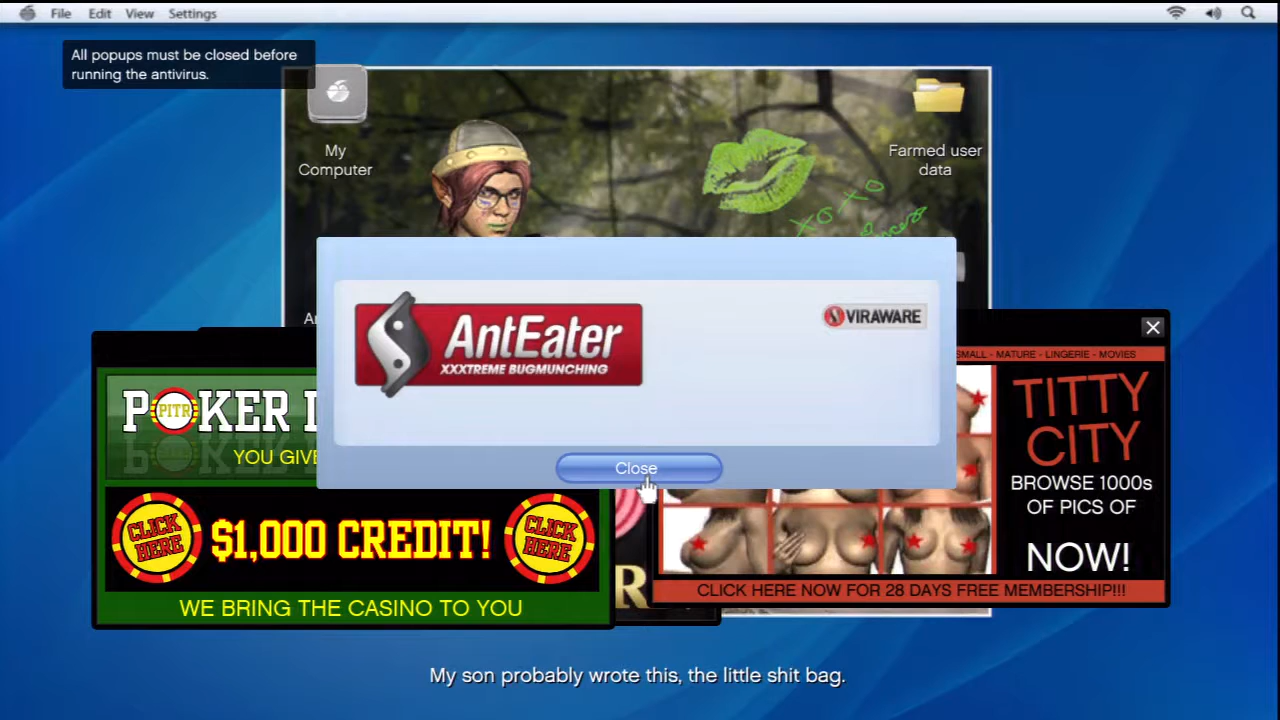 File Edit View Settings
All popups must be closed before
running the antivirus.
My
Computer
Farmed user
data
XO XO
AntEater
XXXTREME BUGMUNCHING
VIRAWARE
Close
POKER
PITR
YOU GIVE
CLICK
HERE
$1,000 CREDIT!
CLICK
HERE
WE BRING THE CASINO TO YOU
SMALL - MATURE - LINGERIE - MOVIES
TITTY
CITY
BROWSE 1000s
OF PICS OF
NOW!
CLICK HERE NOW FOR 28 DAYS FREE MEMBERSHIP!!!
My son probably wrote this, the little shit bag.